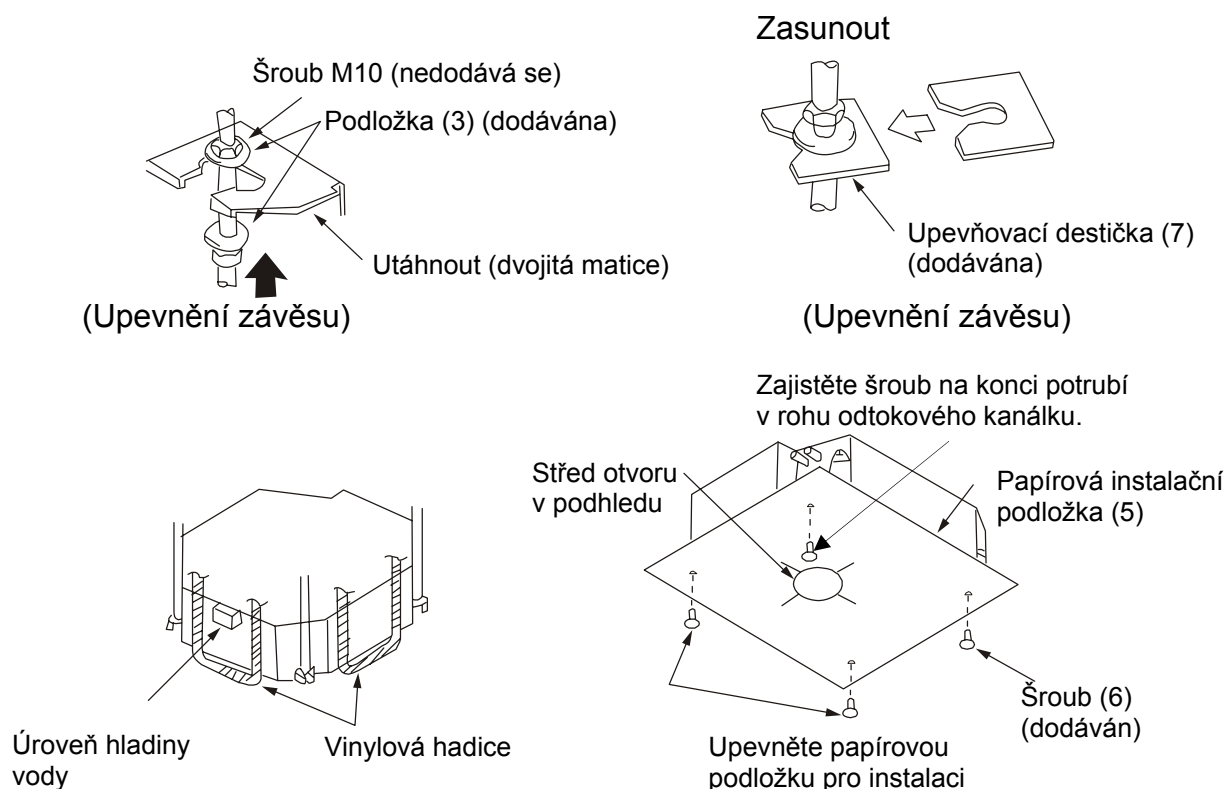 Zasunout
Šroub M10 (nedodává se)
Podložka (3) (dodávána)
Utáhnout (dvojitá matice)
(Upevnění závěsu)
Upevňovací destička (7)
(dodávána)
(Upevnění závěsu)
Zajistěte šroub na konci potrubí
v rohu odtokového kanálku.
Střed otvoru
v podhledu
Papírová instalační
podložka (5)
Úroveň hladiny
vody
Vinylová hadice
Šroub (6)
(dodáván)
Upevněte papírovou
podložku pro instalaci